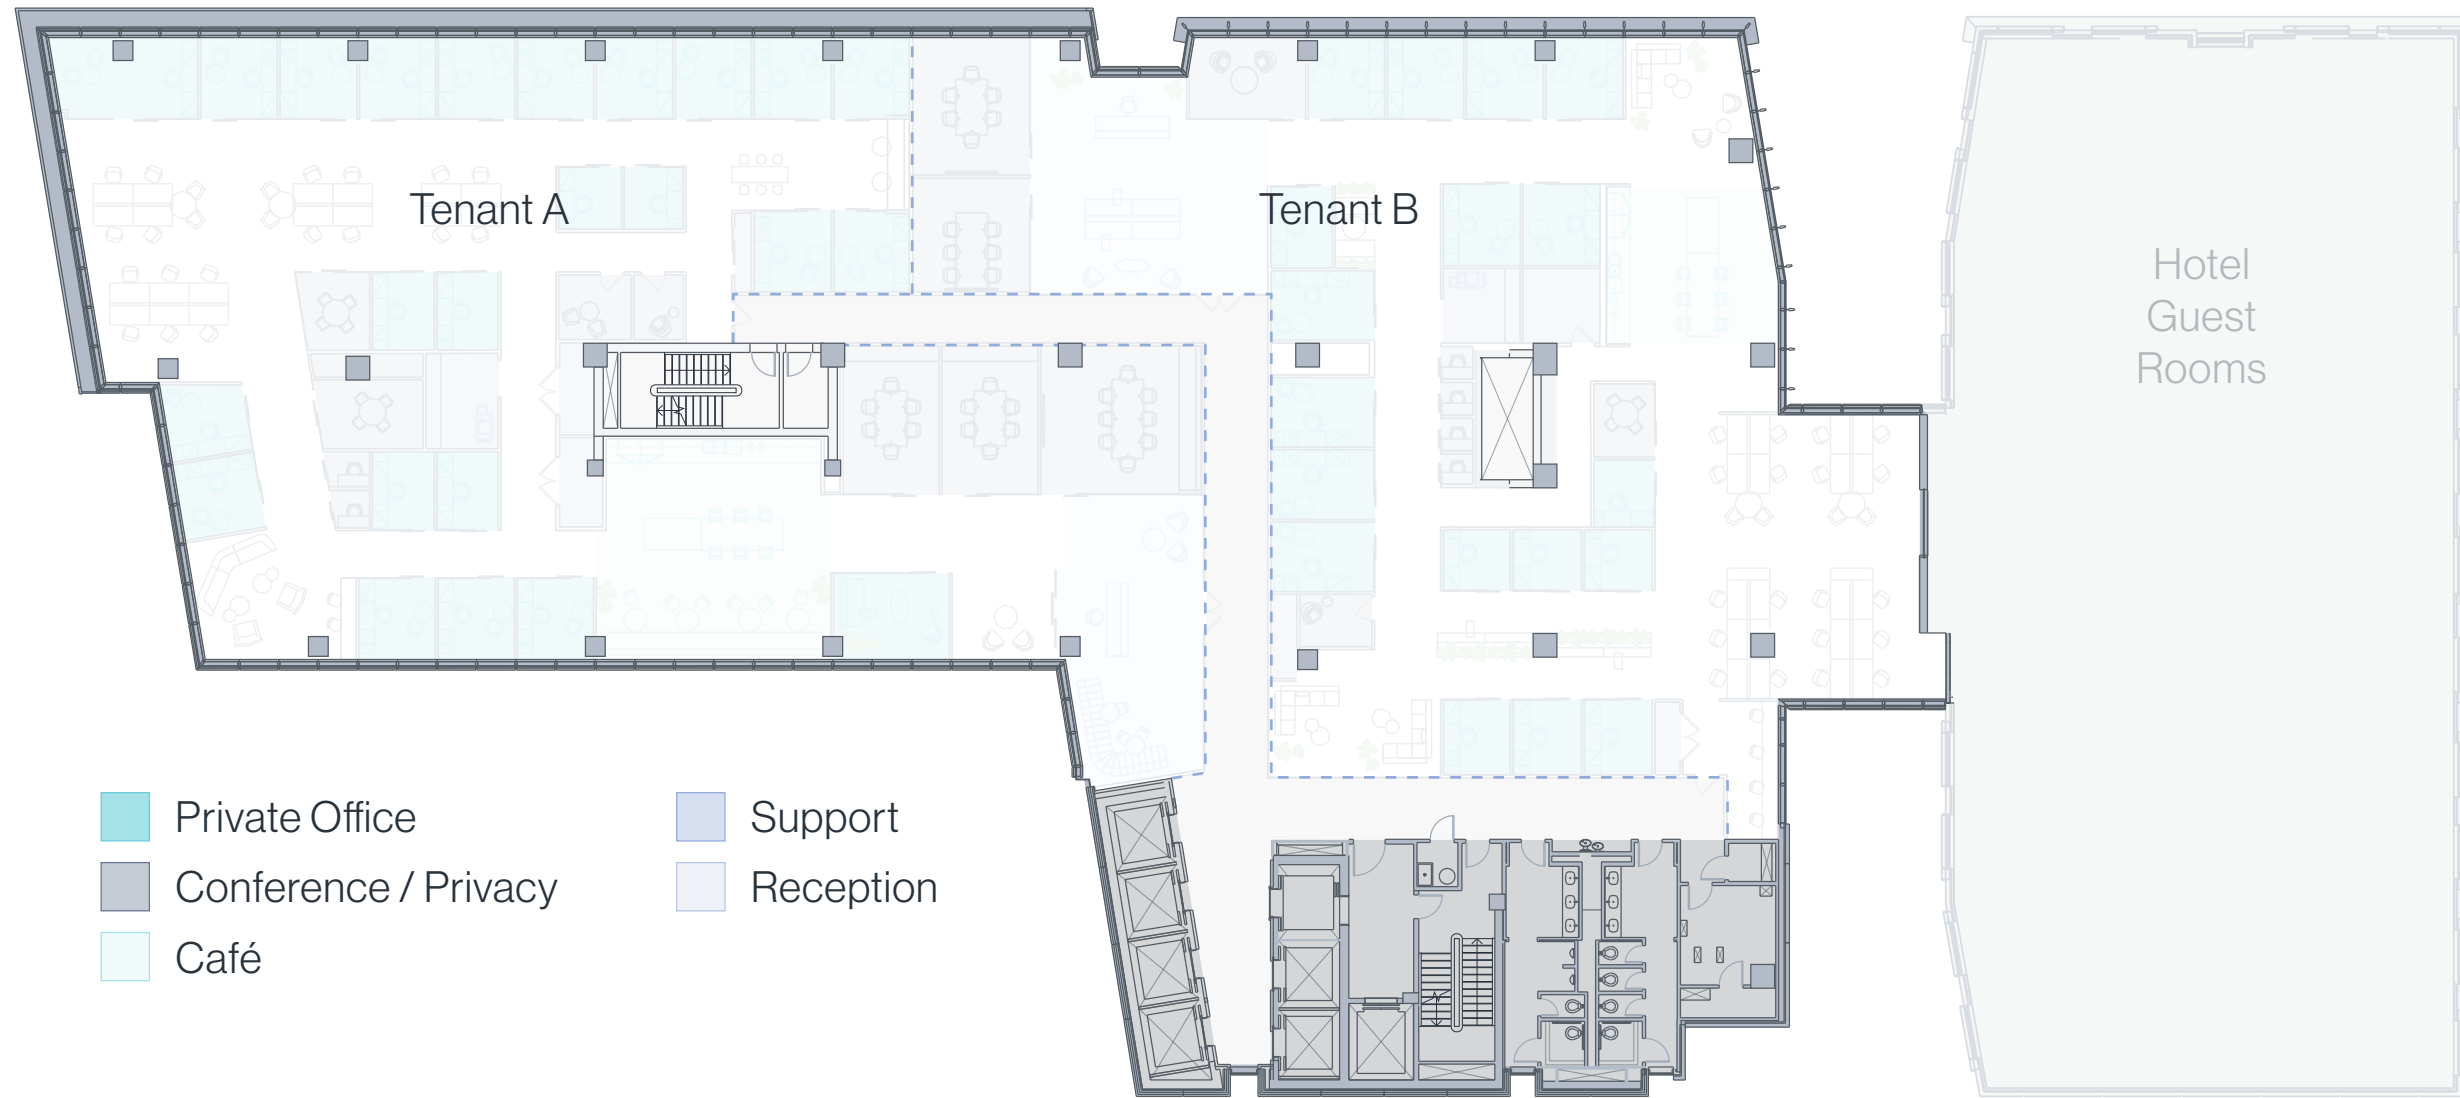 Tenant A
Tenant B
Hotel
Guest
Rooms
Private Office
Conference / Privacy
Café
Support
Reception